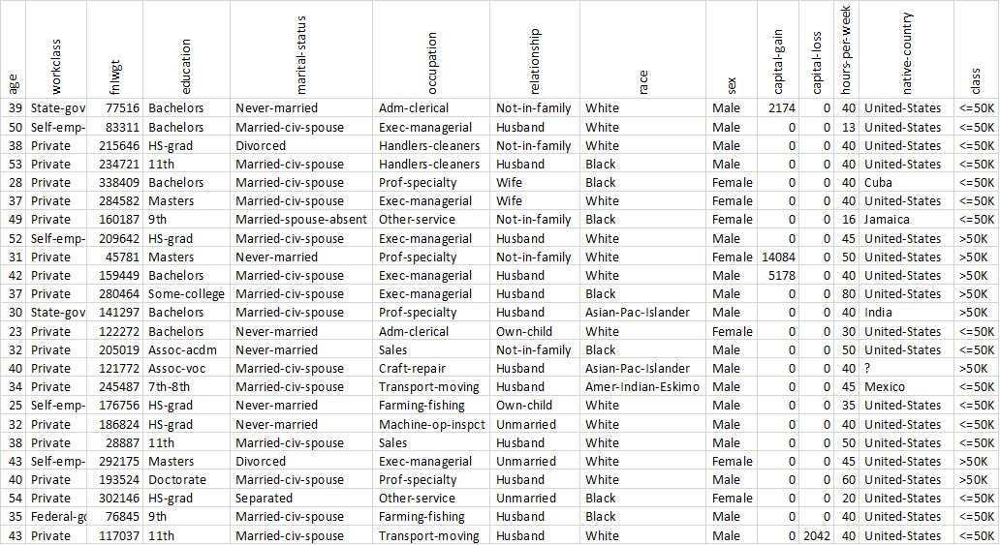 age workclass fnlwgt education marital-status occupation relationship race sex capital-gain capital-loss hours-per-week native-country class
39 State-gov 77516 Bachelors Never-married Adm-clerical Not-in-family White Male 2174 0 40 United-States <=50K
50 Self-emp- 83311 Bachelors Married-civ-spouse Exec-managerial Husband White Male 0 0 13 United-States <=50K
38 Private 215646 HS-grad Divorced Handlers-cleaners Not-in-family White Male 0 0 40 United-States <=50K
53 Private 234721 11th Married-civ-spouse Handlers-cleaners Husband Black Male 0 0 40 United-States <=50K
28 Private 338409 Bachelors Married-civ-spouse Prof-specialty Wife Black Female 0 0 40 Cuba <=50K
37 Private 284582 Masters Married-civ-spouse Exec-managerial Wife White Female 0 0 40 United-States <=50K
49 Private 160187 9th Married-spouse-absent Other-service Not-in-family Black Female 0 0 16 Jamaica <=50K
52 Self-emp- 209642 HS-grad Married-civ-spouse Exec-managerial Husband White Male 0 0 45 United-States >50K
31 Private 45781 Masters Never-married Prof-specialty Not-in-family White Female 14084 0 50 United-States >50K
42 Private 159449 Bachelors Married-civ-spouse Exec-managerial Husband White Male 5178 0 40 United-States >50K
37 Private 280464 Some-college Married-civ-spouse Exec-managerial Husband Black Male 0 0 80 United-States >50K
30 State-gov 141297 Bachelors Married-civ-spouse Prof-specialty Husband Asian-Pac-Islander Male 0 0 40 India >50K
23 Private 122272 Bachelors Never-married Adm-clerical Own-child White Female 0 0 30 United-States <=50K
32 Private 205019 Assoc-acdm Never-married Sales Not-in-family Black Male 0 0 50 United-States <=50K
40 Private 121772 Assoc-voc Married-civ-spouse Craft-repair Husband Asian-Pac-Islander Male 0 0 40 ? >50K
34 Private 245487 7th-8th Married-civ-spouse Transport-moving Husband Amer-Indian-Eskimo Male 0 0 45 Mexico <=50K
25 Self-emp- 176756 HS-grad Never-married Farming-fishing Own-child White Male 0 0 35 United-States <=50K
32 Private 186824 HS-grad Never-married Machine-op-inspct Unmarried White Male 0 0 40 United-States <=50K
38 Private 28887 11th Married-civ-spouse Sales Husband White Male 0 0 50 United-States <=50K
43 Self-emp- 292175 Masters Divorced Exec-managerial Unmarried White Female 0 0 45 United-States >50K
40 Private 193524 Doctorate Married-civ-spouse Prof-specialty Husband White Male 0 0 60 United-States >50K
54 Private 302146 HS-grad Separated Other-service Unmarried Black Female 0 0 20 United-States <=50K
35 Federal-g 76845 9th Married-civ-spouse Farming-fishing Husband Black Male 0 0 40 United-States <=50K
43 Private 117037 11th Married-civ-spouse Transport-moving Husband White Male 0 2042 40 United-States <=50K